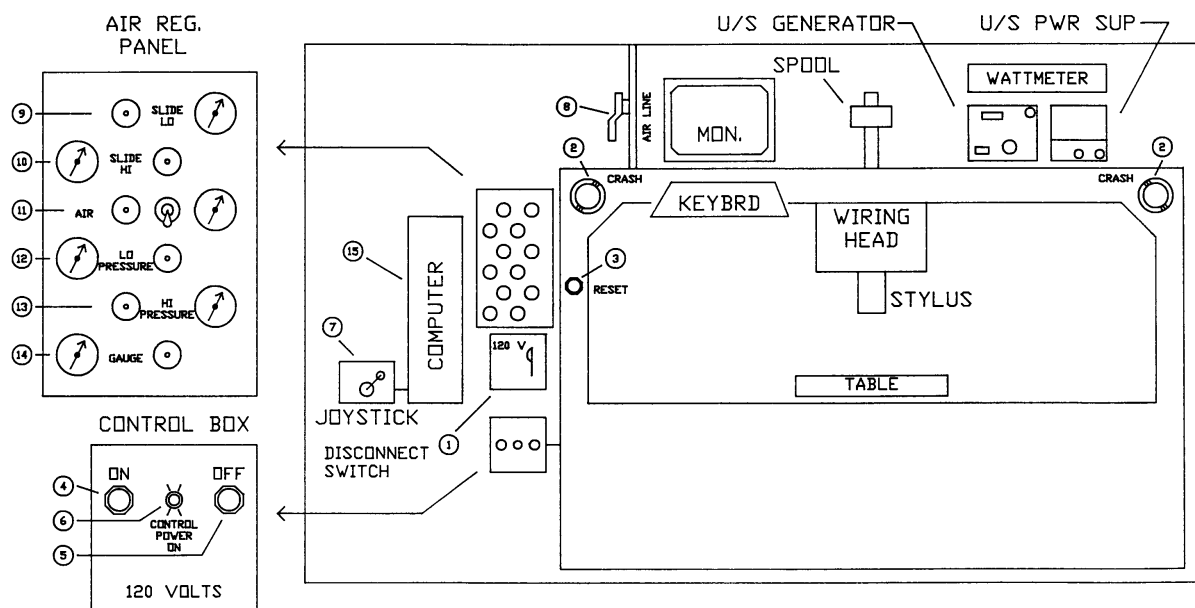 AIR REG.
PANEL
9
SLIDE
LO
10
SLIDE
HI
11
AIR
12
LO
PRESSURE
13
HI
PRESSURE
14
GAUGE
CONTROL BOX
ON
OFF
4
6
CONTROL
POWER
ON
5
120 VOLTS
U/S GENERATOR
U/S PWR SUP
SPOOL
WATTMETER
8
AIR LINE
MON.
2
CRASH
KEYBRD
WIRING
HEAD
CRASH
2
3
RESET
STYLUS
15
COMPUTER
7
120 V
JOYSTICK
TABLE
1
DISCONNECT
SWITCH